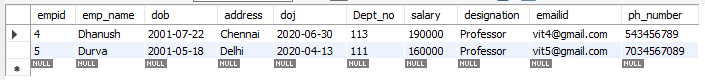 empid emp_name dob address doj Dept_no salary designation emailid ph_number
4 Dhanush 2001-07-22 Chennai 2020-06-30 113 190000 Professor vit4@gmail.com 543456789
5 Durva 2001-05-18 Delhi 2020-04-13 111 160000 Professor vit5@gmail.com 7034567089
NULL NULL NULL NULL NULL NULL NULL NULL NULL NULL